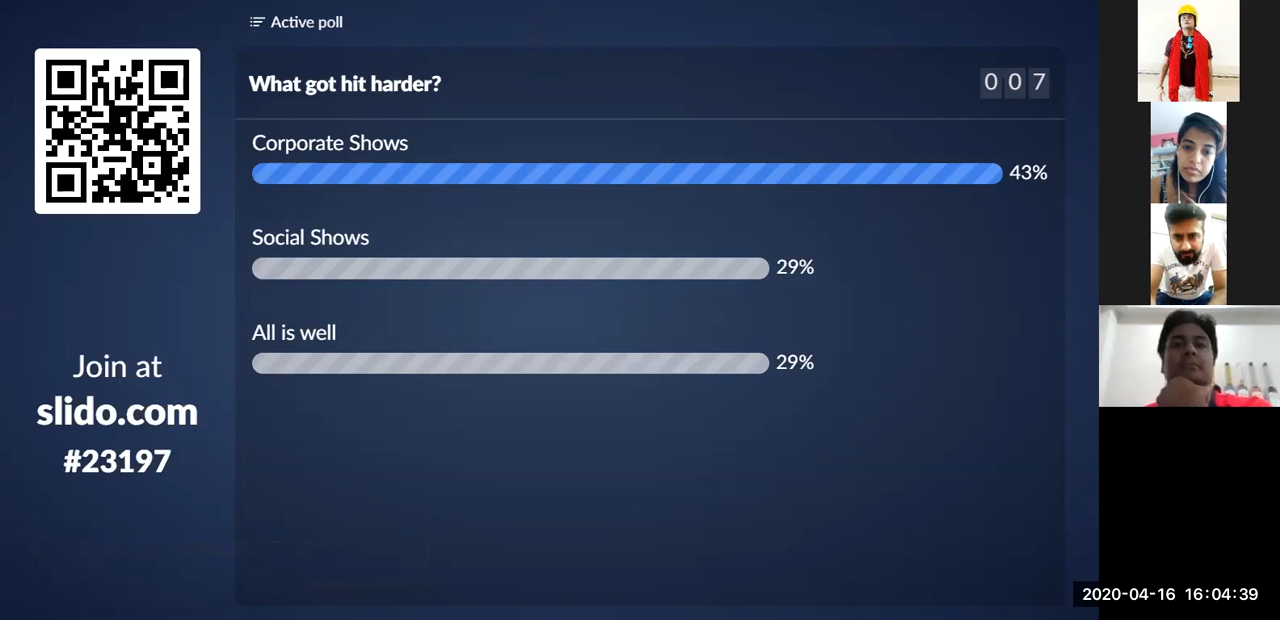 Active poll
What got hit harder?
0 0 7
Corporate Shows
43%
Social Shows
29%
All is well
29%
Join at
slido.com
#23197
2020-04-16 16:04:39